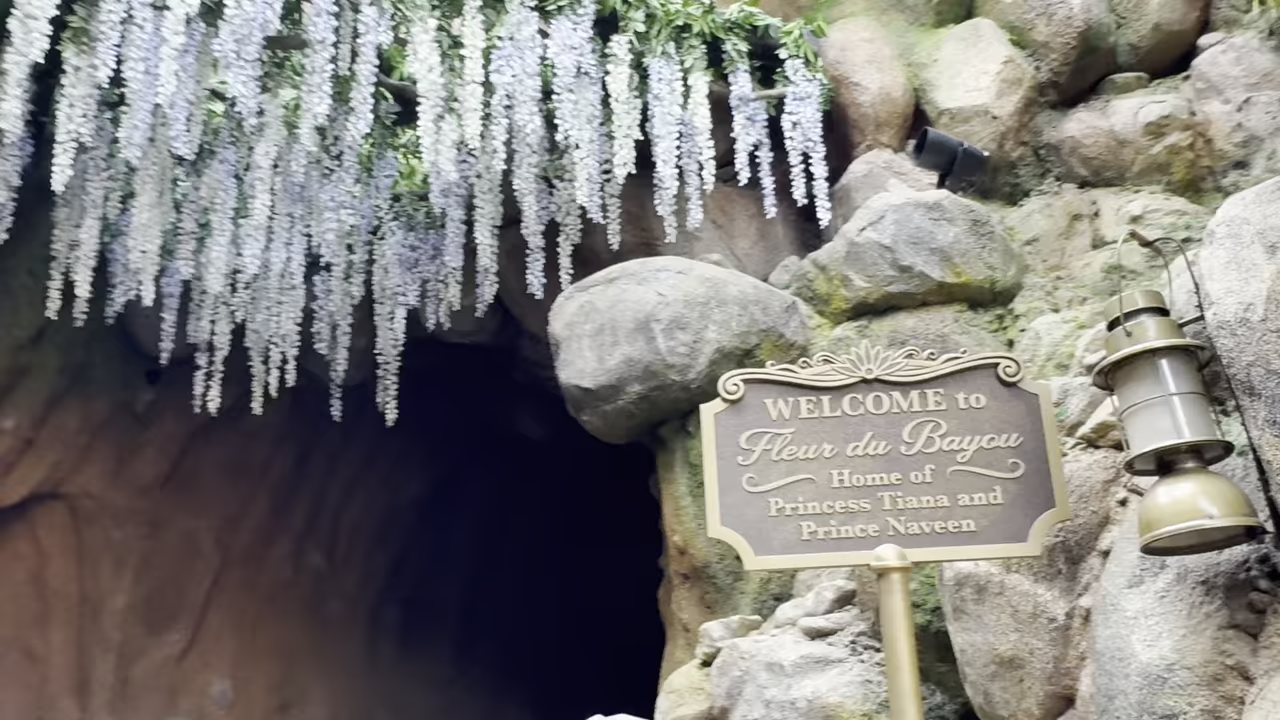 WELCOME to
Fleur du Bayou
Home of
Princess Tiana and
Prince Naveen